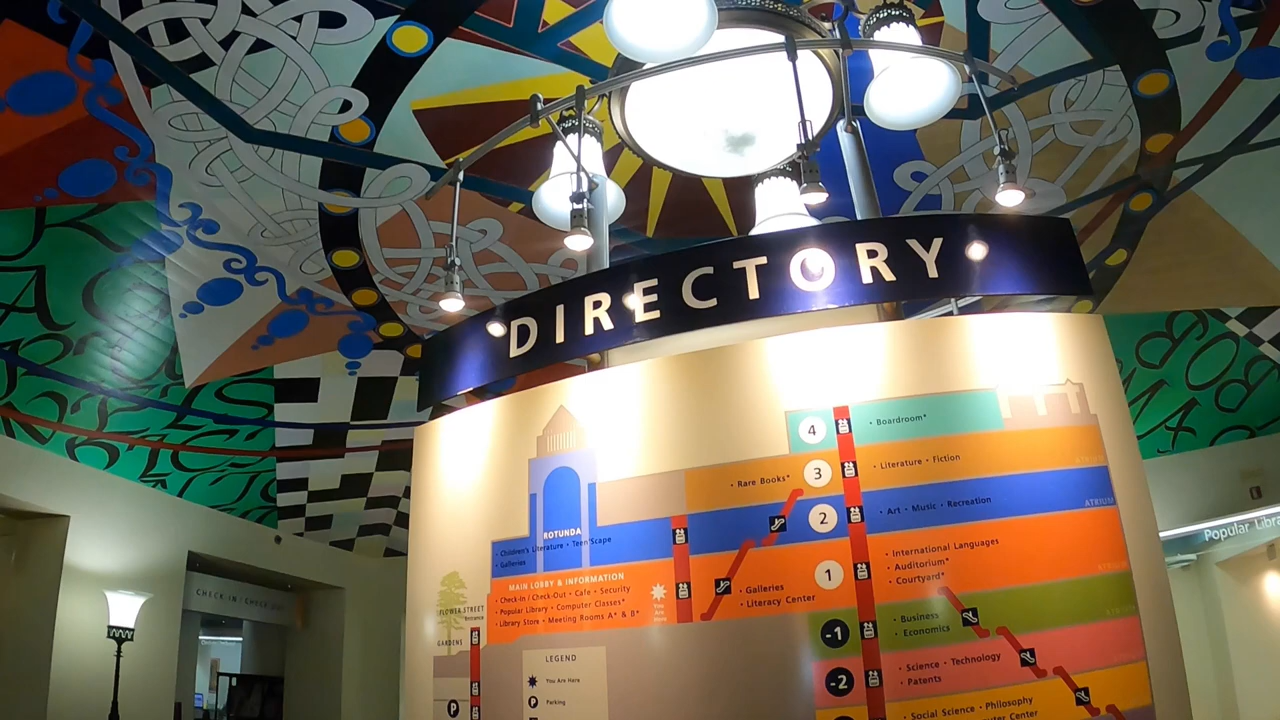 DIRECTORY
4
• Boardroom*
• Rare Books*
3
• Literature • Fiction
ATRIUM
2
• Art • Music • Recreation
ATRIUM
ROTUNDA
• Children's Literature • Teen'Scape
• Galleries
MAIN LOBBY & INFORMATION
• Check-In / Check-Out • Cafe • Security
• Popular Library • Computer Classes*
• Library Store • Meeting Rooms A* & B*
You Are Here
• Galleries
• Literacy Center
1
• International Languages
• Auditorium*
• Courtyard*
ATRIUM
FLOWER STREET
Entrance
GARDENS
-1
• Business
• Economics
-2
• Science • Technology
• Patents
• Social Science • Philosophy
LEGEND
You Are Here
P
Parking
P
CHECK-IN / CHECK-OUT
Popular Libra